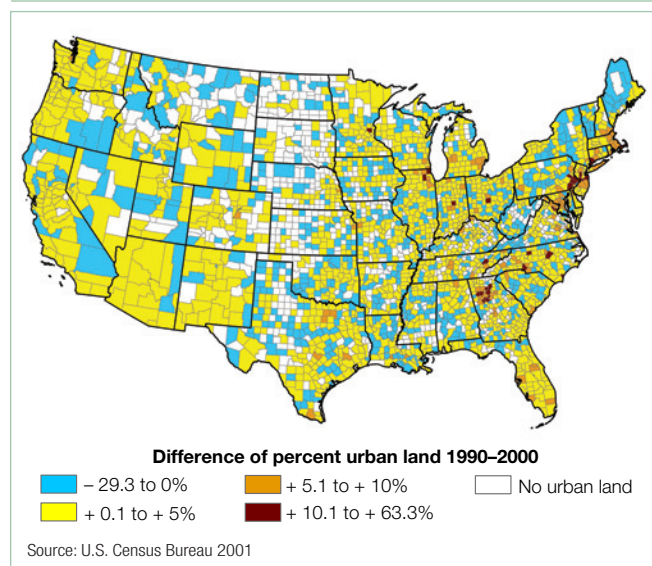 Difference of percent urban land 1990–2000
– 29.3 to 0%
+ 5.1 to + 10%
No urban land
+ 0.1 to + 5%
+ 10.1 to + 63.3%
Source: U.S. Census Bureau 2001